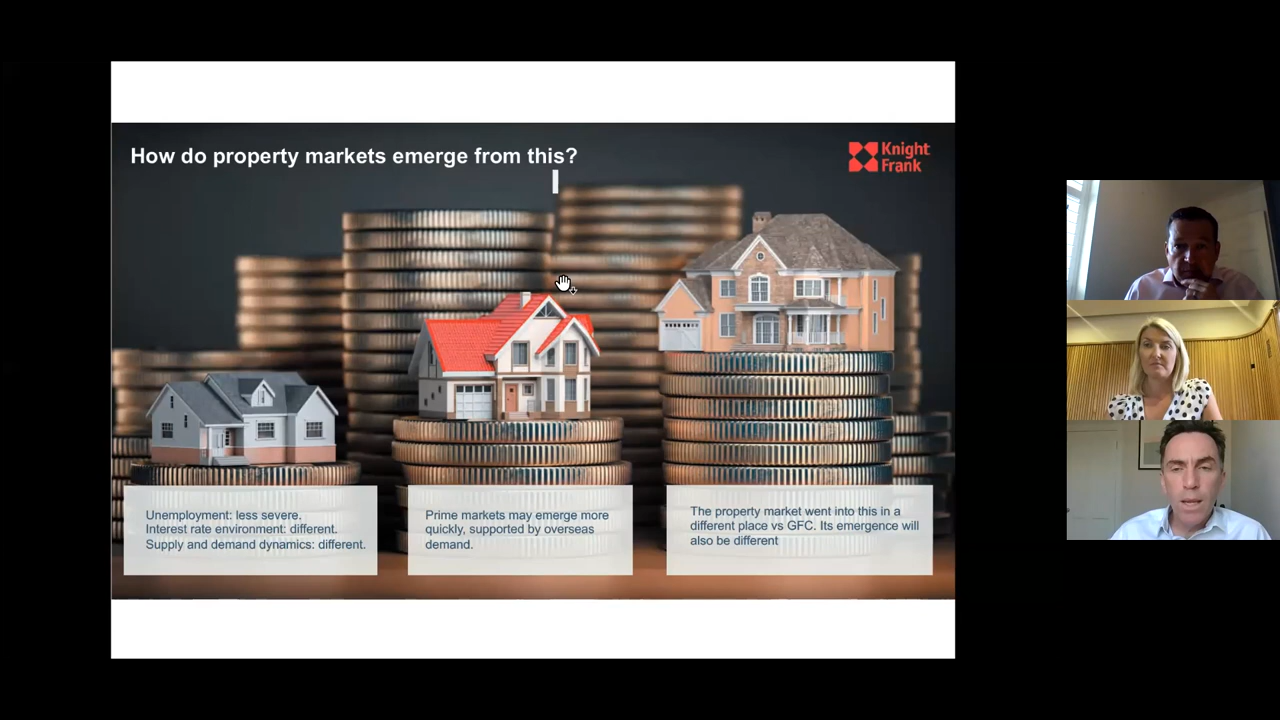 How do property markets emerge from this?
Knight
Frank
Unemployment: less severe.
Interest rate environment: different.
Supply and demand dynamics: different.
Prime markets may emerge more
quickly, supported by overseas
demand.
The property market went into this in a
different place vs GFC. Its emergence will
also be different